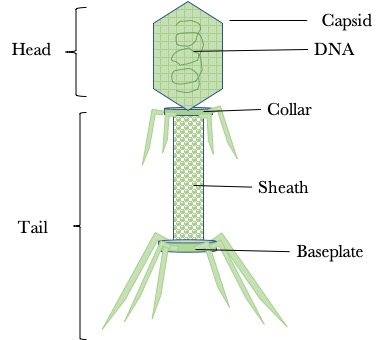 Capsid
Head
DNA
Collar
Sheath
Tail
Baseplate